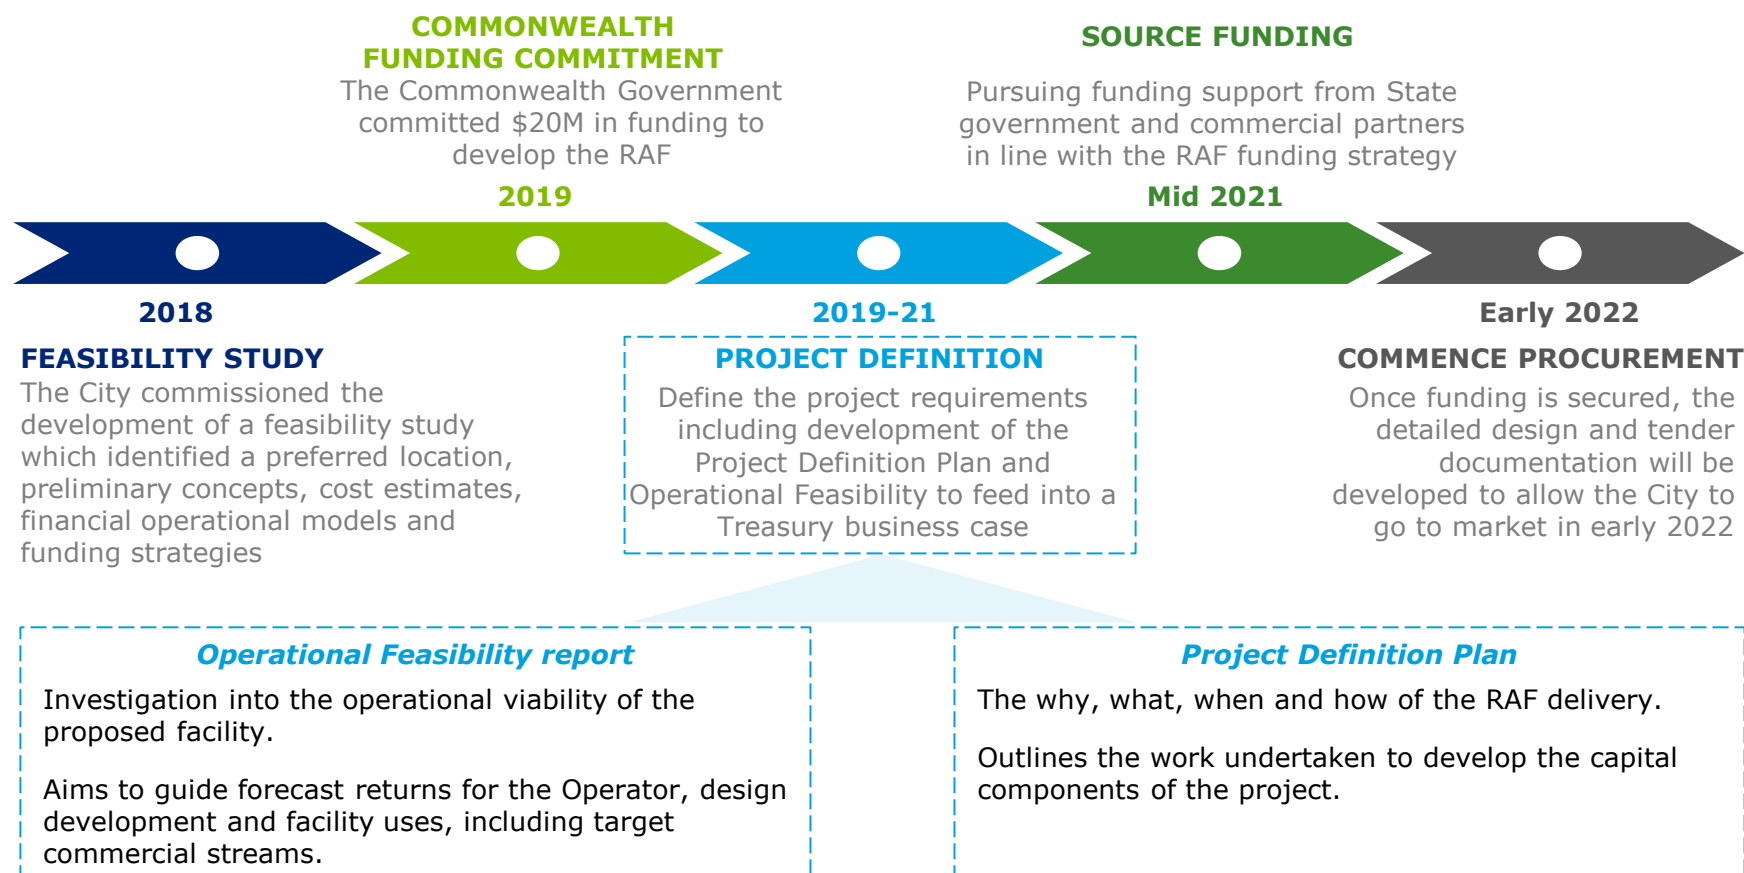 COMMONWEALTH
FUNDING COMMITMENT
The Commonwealth Government
committed $20M in funding to
develop the RAF
2019
SOURCE FUNDING
Pursuing funding support from State
government and commercial partners
in line with the RAF funding strategy
Mid 2021
2018
FEASIBILITY STUDY
The City commissioned the
development of a feasibility study
which identified a preferred location,
preliminary concepts, cost estimates,
financial operational models and
funding strategies
2019-21
PROJECT DEFINITION
Define the project requirements
including development of the
Project Definition Plan and
Operational Feasibility to feed into a
Treasury business case
Early 2022
COMMENCE PROCUREMENT
Once funding is secured, the
detailed design and tender
documentation will be
developed to allow the City to
go to market in early 2022
Operational Feasibility report
Investigation into the operational viability of the
proposed facility.
Aims to guide forecast returns for the Operator, design
development and facility uses, including target
commercial streams.
Project Definition Plan
The why, what, when and how of the RAF delivery.
Outlines the work undertaken to develop the capital
components of the project.